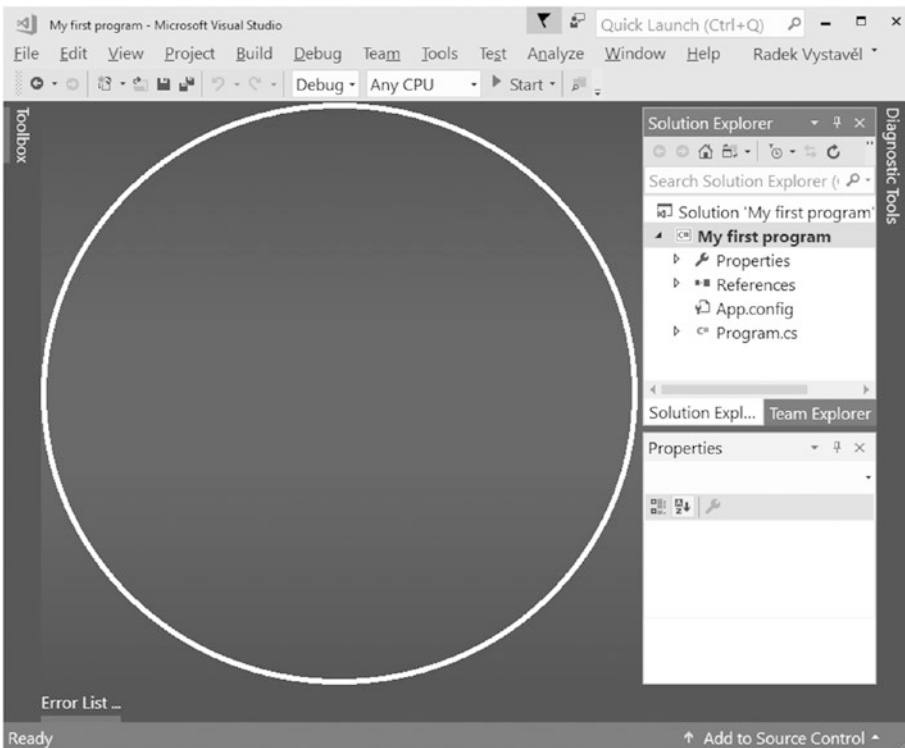 My first program - Microsoft Visual Studio
Quick Launch (Ctrl+Q)
File Edit View Project Build Debug Team Tools Test Analyze Window Help Radek Vystavěl
Debug Any CPU Start
Toolbox
Solution Explorer
Search Solution Explorer (
Solution 'My first program'
C# My first program
Properties
References
App.config
C# Program.cs
Solution Expl... Team Explorer
Properties
Diagnostic Tools
Error List ...
Ready Add to Source Control